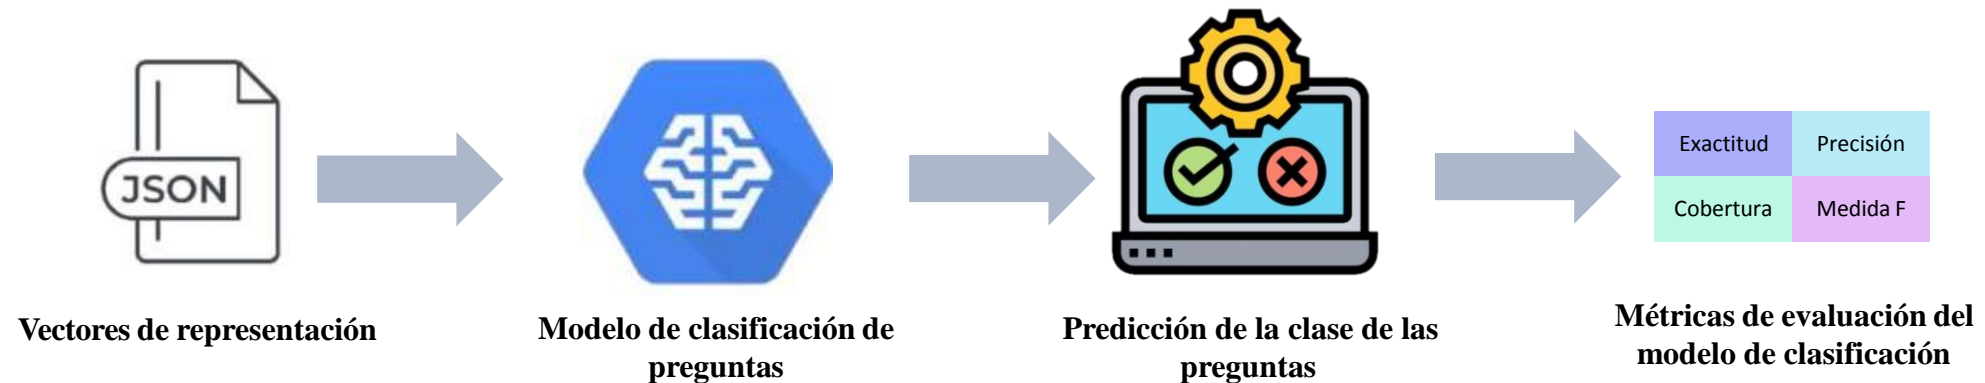 JSON
Exactitud
Precisión
Cobertura
Medida F
Vectores de representación
Modelo de clasificación de
preguntas
Predicción de la clase de las
preguntas
Métricas de evaluación del
modelo de clasificación